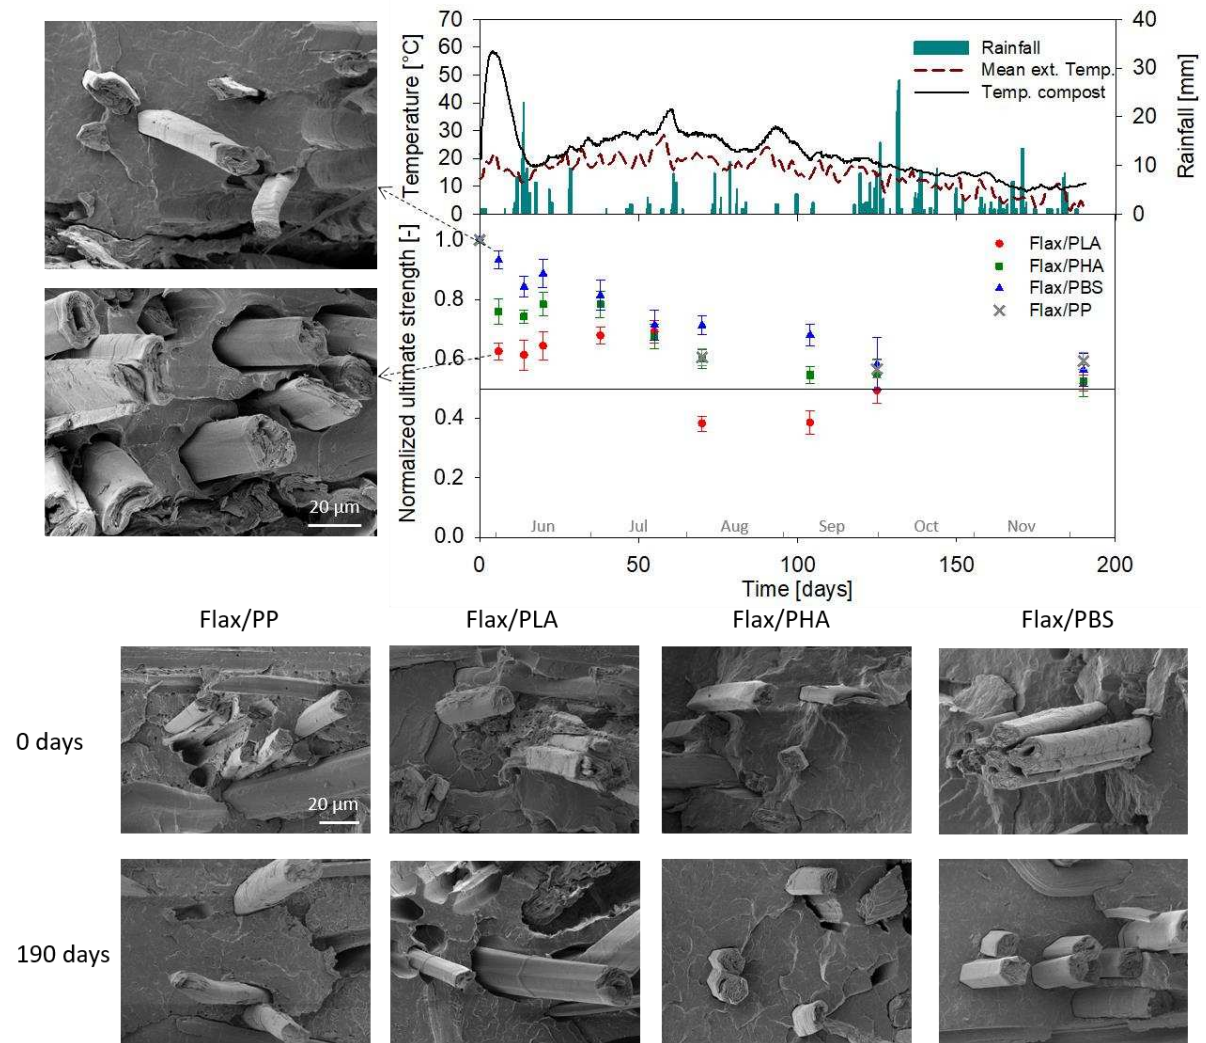 70
60
50
40
30
20
10
0
Temperature [°C]
40
30
20
10
0
Rainfall [mm]
Rainfall
Mean ext. Temp.
Temp. compost
1.0
0.8
0.6
0.4
0.2
0.0
Normalized ultimate strength [-]
Flax/PLA
Flax/PHA
Flax/PBS
Flax/PP
20 µm
Jun Jul Aug Sep Oct Nov
0 50 100 150 200
Time [days]
Flax/PP Flax/PLA Flax/PHA Flax/PBS
0 days
20 µm
190 days